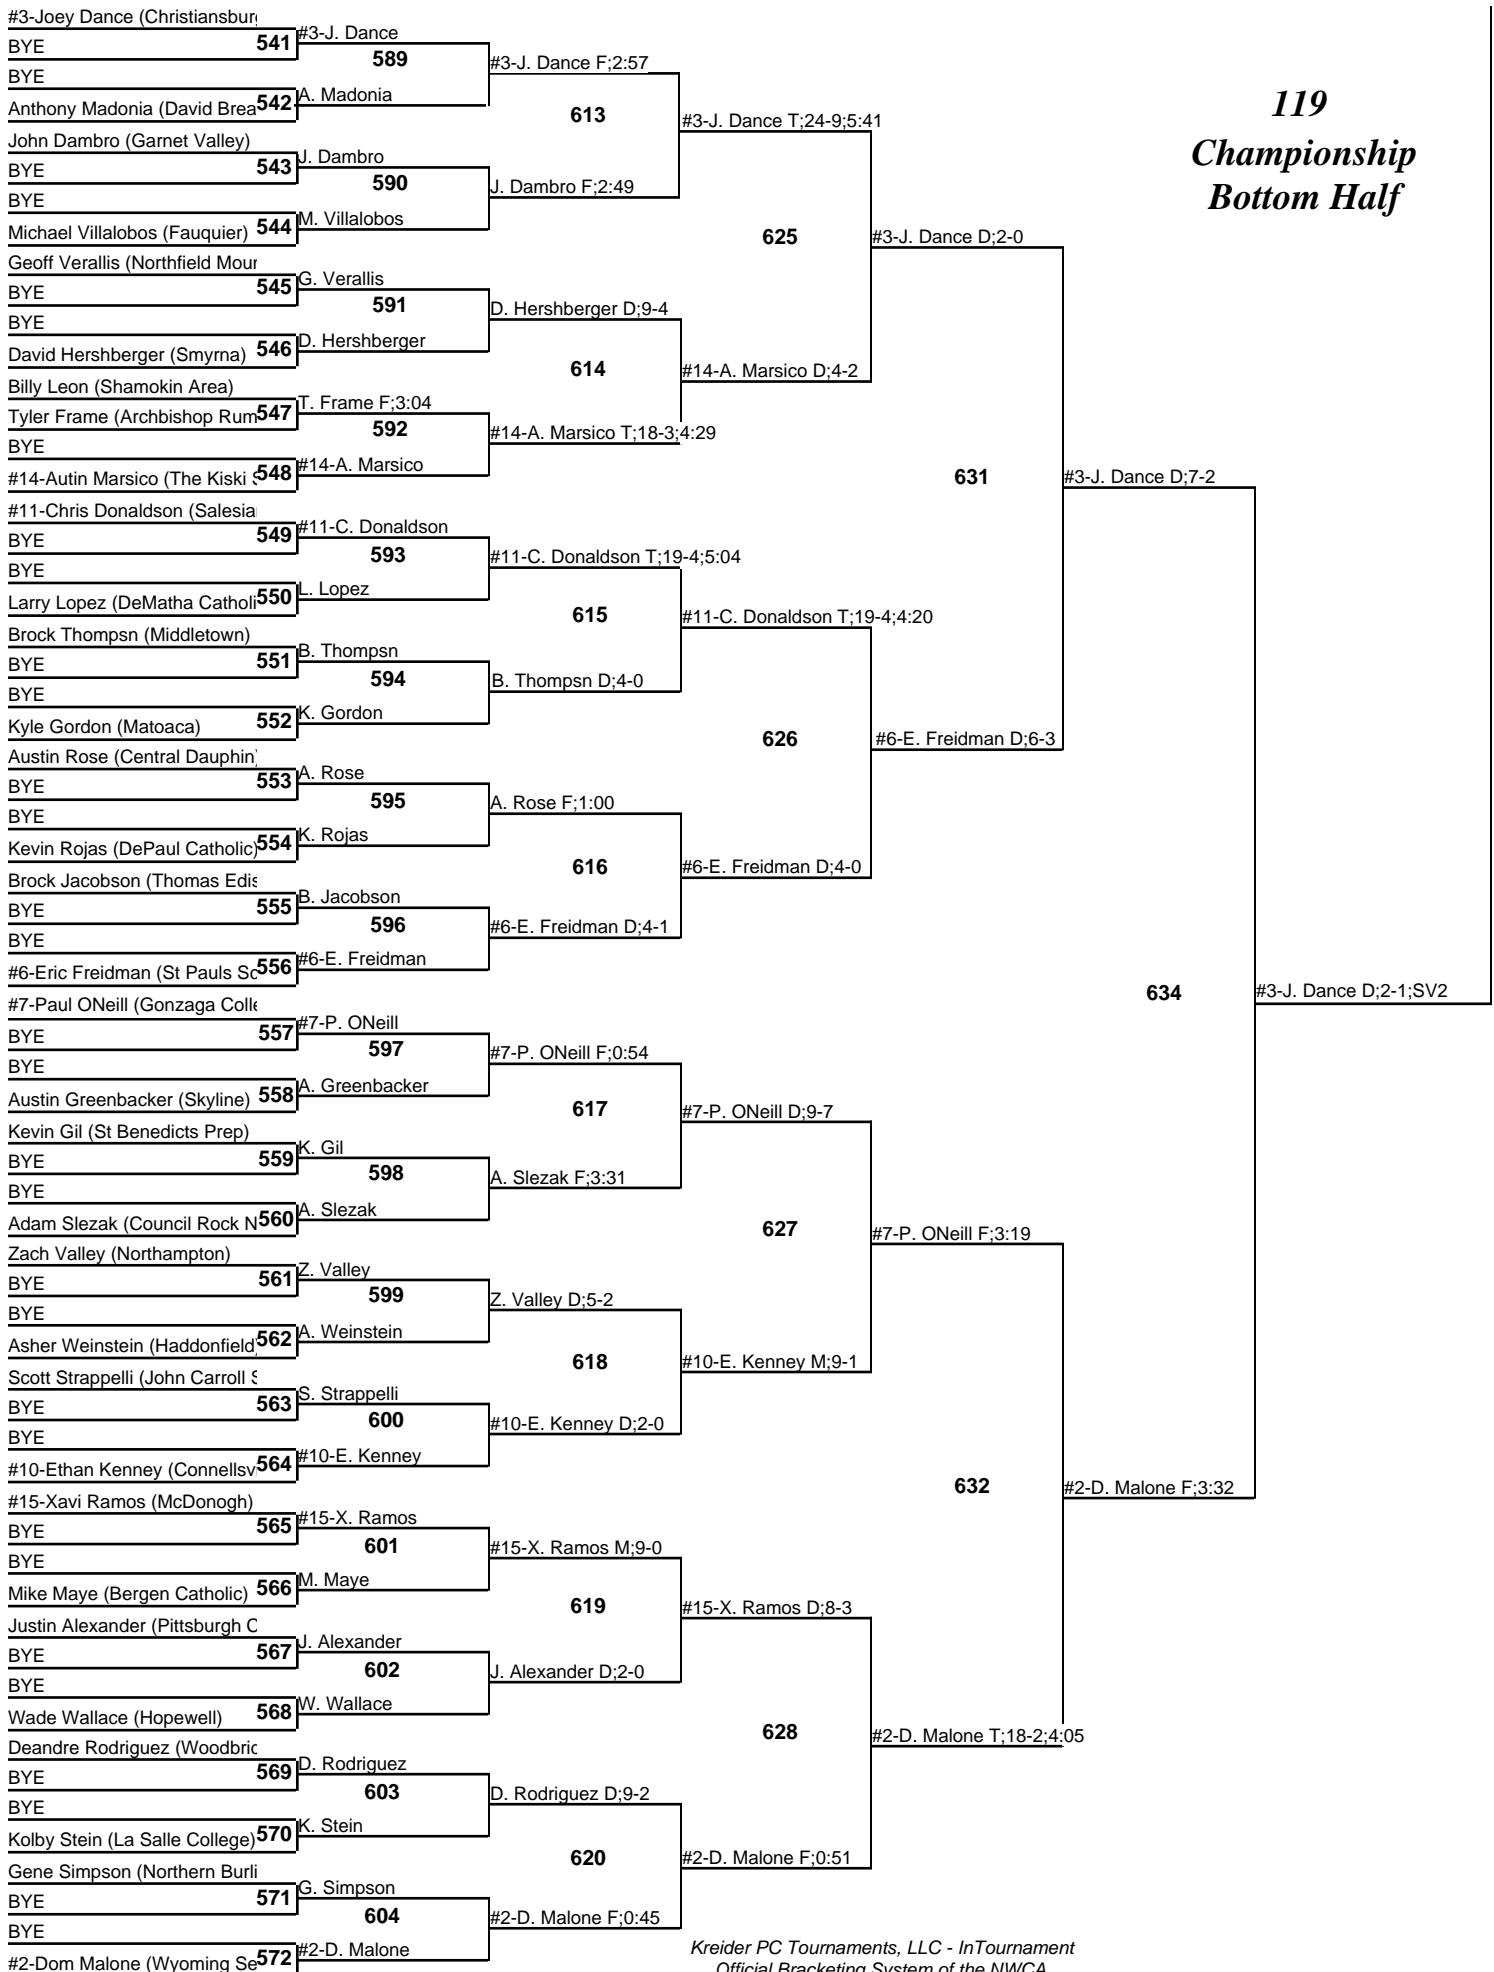 #3-Joey Dance (Christiansburg
#3-J. Dance
BYE 541
589
#3-J. Dance F;2:57
BYE
A. Madonia
Anthony Madonia (David Brea 542
613
#3-J. Dance T;24-9;5:41
119
Championship
Bottom Half
John Dambro (Garnet Valley)
J. Dambro
BYE 543
590
J. Dambro F;2:49
BYE
M. Villalobos
Michael Villalobos (Fauquier) 544
625
#3-J. Dance D;2-0
Geoff Verallis (Northfield Moun
G. Verallis
BYE 545
591
D. Hershberger D;9-4
BYE
D. Hershberger
David Hershberger (Smyrna) 546
614
#14-A. Marsico D;4-2
Billy Leon (Shamokin Area)
T. Frame F;3:04
Tyler Frame (Archbishop Rum 547
592
#14-A. Marsico T;18-3;4:29
BYE
#14-A. Marsico
#14-Autin Marsico (The Kiski S 548
631
#3-J. Dance D;7-2
#11-Chris Donaldson (Salesia
#11-C. Donaldson
BYE 549
593
#11-C. Donaldson T;19-4;5:04
BYE
L. Lopez
Larry Lopez (DeMatha Catholi 550
615
#11-C. Donaldson T;19-4;4:20
Brock Thompsn (Middletown)
B. Thompsn
BYE 551
594
B. Thompsn D;4-0
BYE
K. Gordon
Kyle Gordon (Matoaca) 552
626
#6-E. Freidman D;6-3
Austin Rose (Central Dauphin)
A. Rose
BYE 553
595
A. Rose F;1:00
BYE
K. Rojas
Kevin Rojas (DePaul Catholic) 554
616
#6-E. Freidman D;4-0
Brock Jacobson (Thomas Edis
B. Jacobson
BYE 555
596
#6-E. Freidman D;4-1
BYE
#6-E. Freidman
#6-Eric Freidman (St Pauls Sc 556
634
#3-J. Dance D;2-1;SV2
#7-Paul ONeill (Gonzaga Colle
#7-P. ONeill
BYE 557
597
#7-P. ONeill F;0:54
BYE
A. Greenbacker
Austin Greenbacker (Skyline) 558
617
#7-P. ONeill D;9-7
Kevin Gil (St Benedicts Prep)
K. Gil
BYE 559
598
A. Slezak F;3:31
BYE
A. Slezak
Adam Slezak (Council Rock N 560
627
#7-P. ONeill F;3:19
Zach Valley (Northampton)
Z. Valley
BYE 561
599
Z. Valley D;5-2
BYE
A. Weinstein
Asher Weinstein (Haddonfield) 562
618
#10-E. Kenney M;9-1
Scott Strappelli (John Carroll S
S. Strappelli
BYE 563
600
#10-E. Kenney D;2-0
BYE
#10-E. Kenney
#10-Ethan Kenney (Connellsvi 564
632
#2-D. Malone F;3:32
#15-Xavi Ramos (McDonogh)
#15-X. Ramos
BYE 565
601
#15-X. Ramos M;9-0
BYE
M. Maye
Mike Maye (Bergen Catholic) 566
619
#15-X. Ramos D;8-3
Justin Alexander (Pittsburgh C
J. Alexander
BYE 567
602
J. Alexander D;2-0
BYE
W. Wallace
Wade Wallace (Hopewell) 568
628
#2-D. Malone T;18-2;4:05
Deandre Rodriguez (Woodbric
D. Rodriguez
BYE 569
603
D. Rodriguez D;9-2
BYE
K. Stein
Kolby Stein (La Salle College) 570
620
#2-D. Malone F;0:51
Gene Simpson (Northern Burli
G. Simpson
BYE 571
604
#2-D. Malone F;0:45
BYE
#2-D. Malone
#2-Dom Malone (Wyoming Se 572
Kreider PC Tournaments, LLC - InTournament
Official Bracketing System of the NWCA